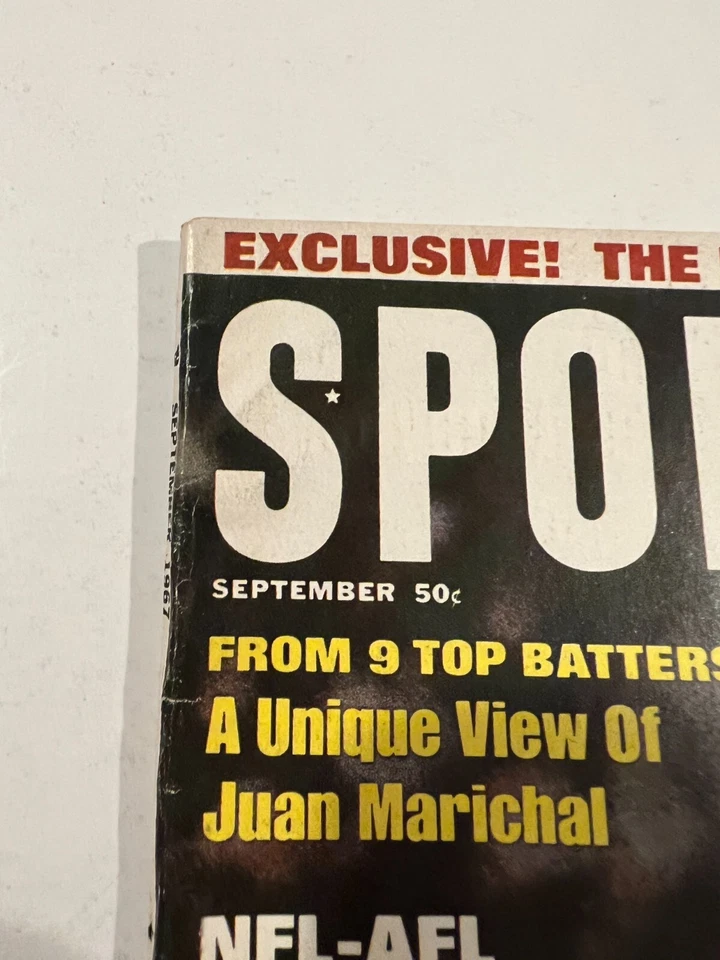 EXCLUSIVE! THE
SPO
SEPTEMBER 50¢
FROM 9 TOP BATTERS
A Unique View Of
Juan Marichal
NFL-AFL
SEPTEMBER 1967